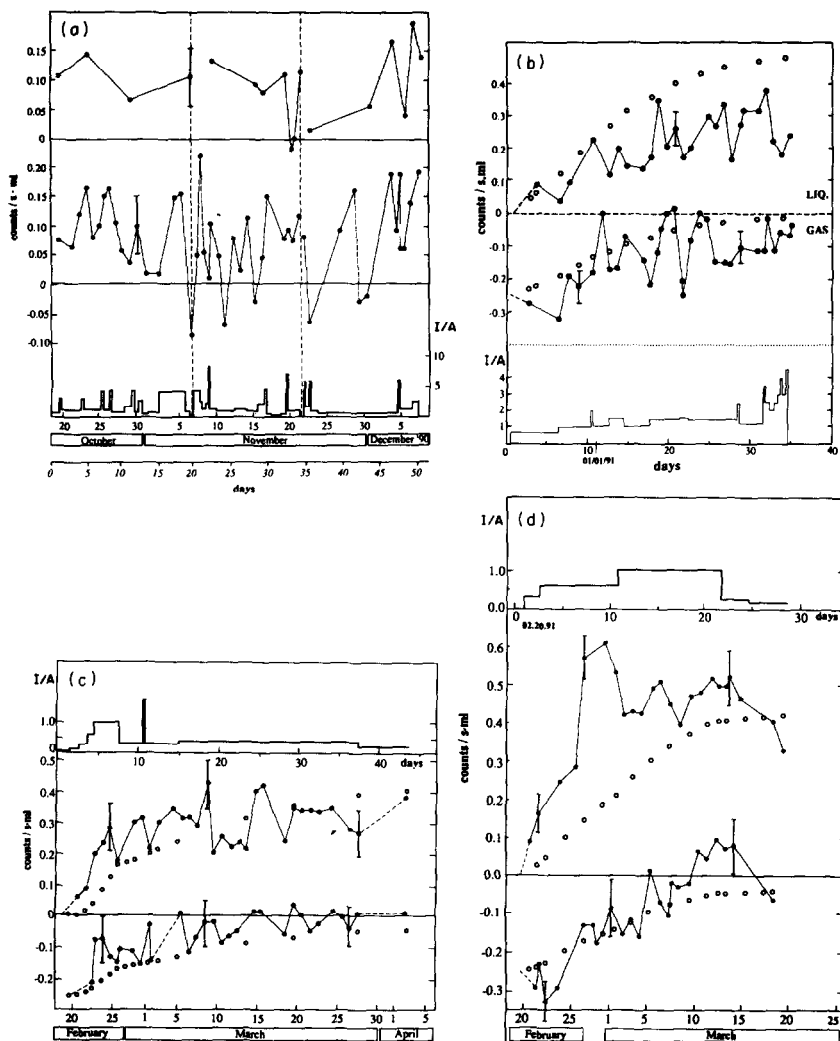 (a)
0.15
0.10
0.05
0
0.20
0.15
0.10
0.05
0
-0.05
-0.10
counts / s · ml
I/A
10
5
20 25 30 1 5 10 15 20 25 30 5
October November December '90
0 5 10 15 20 25 30 35 40 45 50
days
(b)
0.4
0.3
0.2
0.1
0
-0.1
-0.2
-0.3
counts / s.ml
LIQ.
GAS
I/A
4
3
2
1
0 10 20 30 40
01/01/91
days
(c)
I/A
1.0
0
10 20 30 40
days
0.5
0.4
0.3
0.2
0.1
0
-0.1
-0.2
counts / s·ml
20 25 1 5 10 15 20 25 30 1 5
February March April
(d)
I/A
1.0
0.0
0 10 20 30
days
02.20.91
0.6
0.5
0.4
0.3
0.2
0.1
0.0
-0.1
-0.2
-0.3
counts / s·ml
20 25 1 5 10 15 20 25
February March